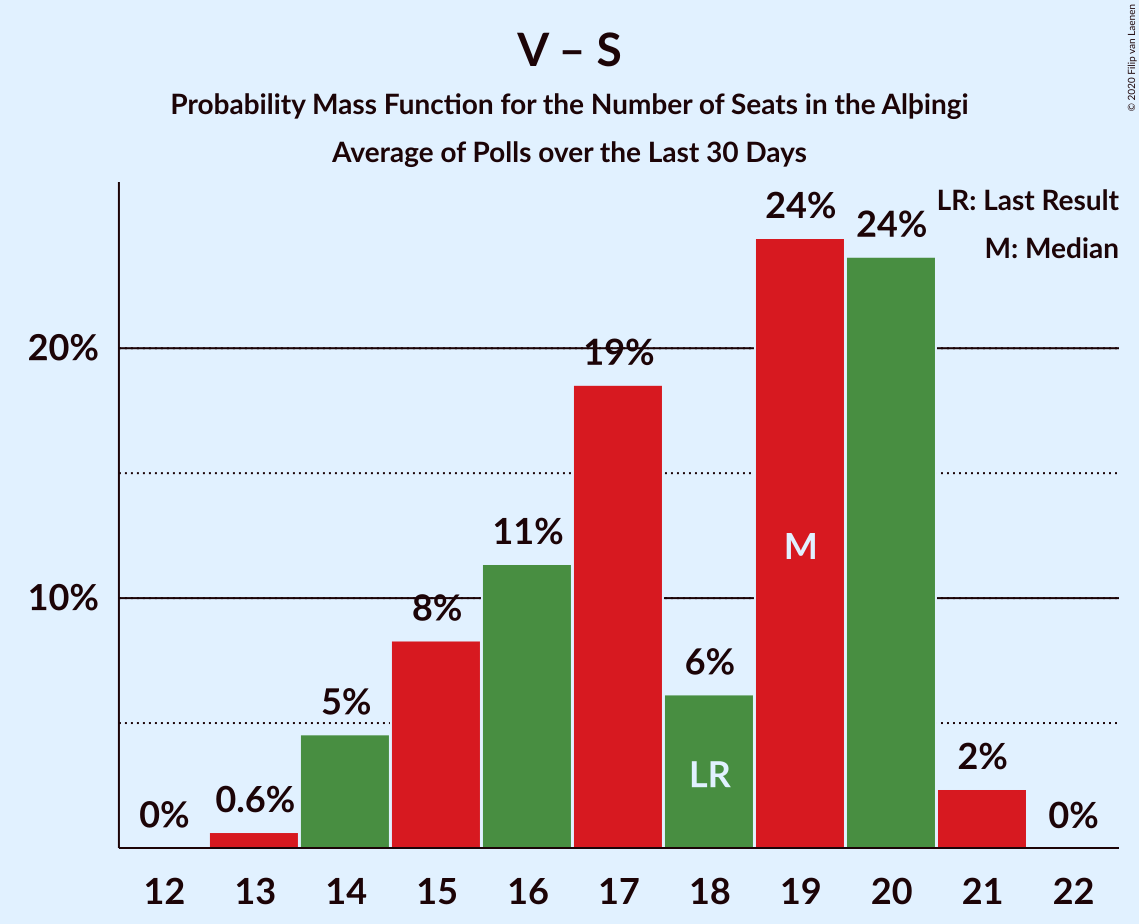 V – S
Probability Mass Function for the Number of Seats in the Alþingi
Average of Polls over the Last 30 Days
© 2020 Filip van Laenen
LR: Last Result
M: Median
24%
24%
20%
19%
11%
10%
8%
6%
5%
2%
0.6%
0%
0%
M
LR
12 13 14 15 16 17 18 19 20 21 22